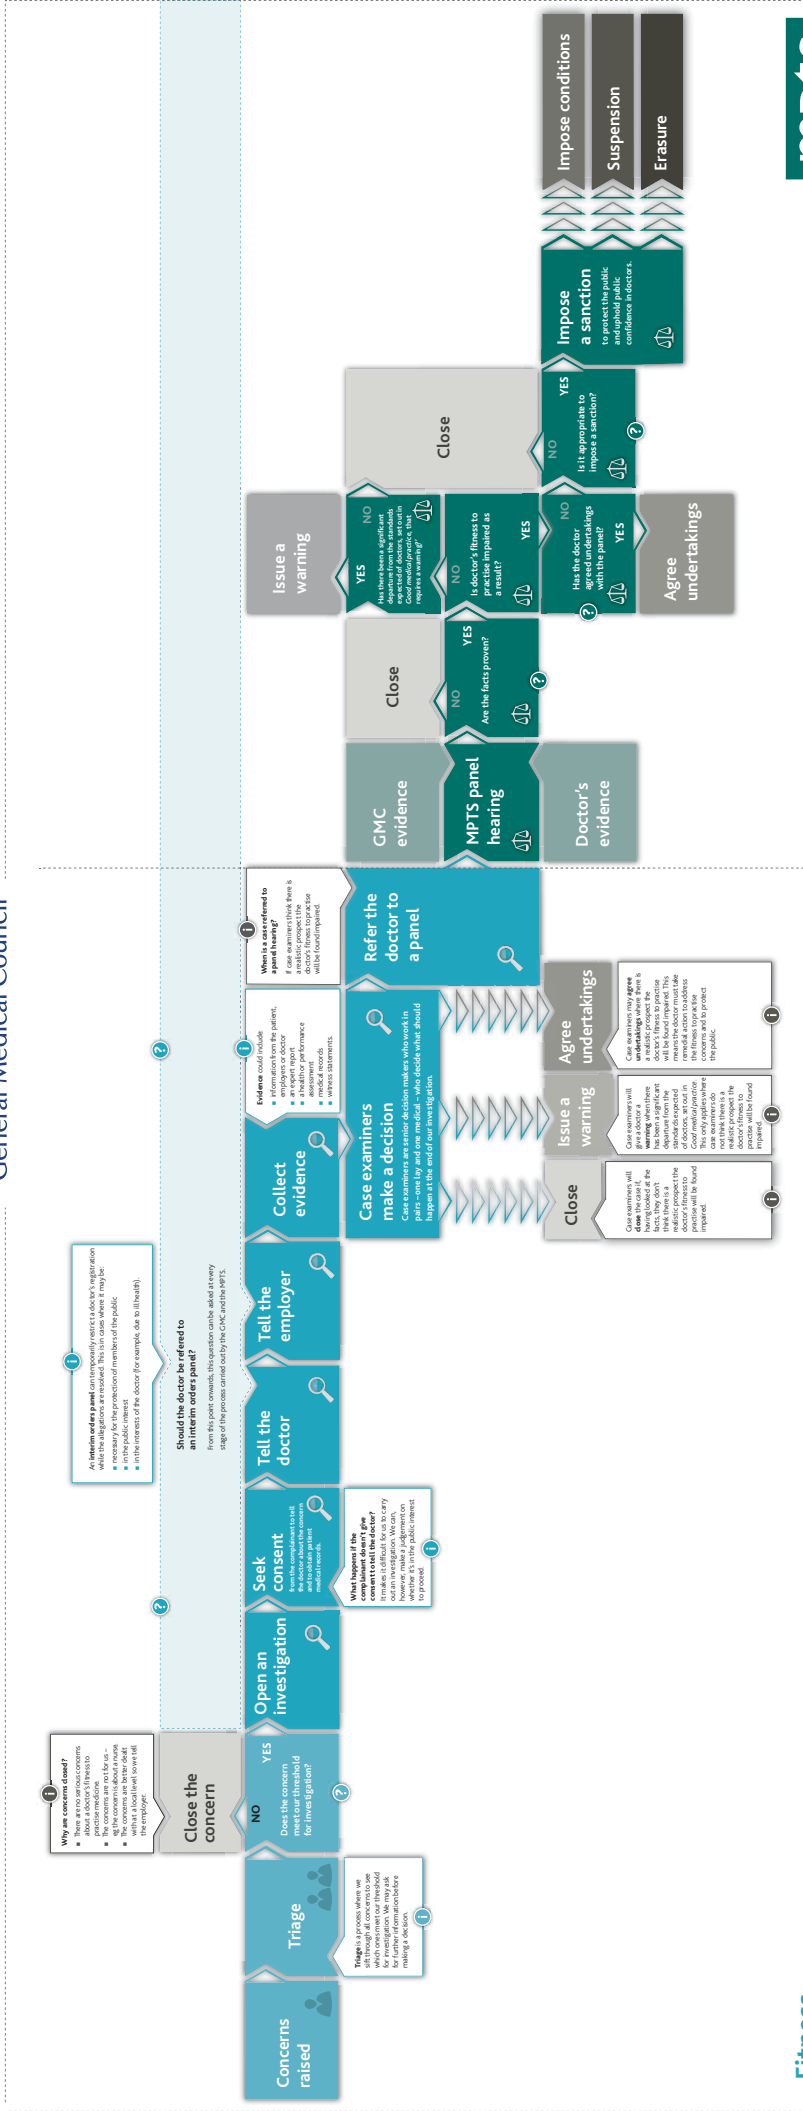 General Medical Council
Concerns
raised
Triage
Triage is a process where we
sift through all concerns to see
which ones meet our threshold
for investigation. We may ask
for further information before
making a decision.
Does the concern
meet our threshold
for investigation?
NO
YES
Close the
concern
Why are concerns closed?
There are no serious concerns
about a doctor's fitness to
practise medicine.
The concerns are not for us –
eg the concern is about a nurse.
The concerns are better dealt
with at a local level so we tell
the employer.
Open an
investigation
Seek
consent
from the complainant to tell
the doctor about the concern
and to obtain patient
medical records.
What happens if the
complainant doesn't give
consent to tell the doctor?
It makes it difficult for us to carry
out an investigation. We can,
however, make a judgement on
whether it's in the public interest
to proceed.
Tell the
doctor
Tell the
employer
Should the doctor be refered to
an interim orders panel?
From this point onwards, this question can be asked at every
stage of the process carried out by the GMC and the MPTS.
An interim orders panel can temporarily restrict a doctor's registration
while the allegations are resolved. This is in cases where it may be:
necessary for the protection of members of the public
in the public interest
in the interests of the doctor (for example, due to ill health).
Collect
evidence
Evidence could include
information from the patient,
employers or doctor
an expert report
a health or performance
assessment
medical records
witness statements.
Case examiners
make a decision
Case examiners are senior decision makers who work in
pairs – one lay and one medical – who decide what should
happen at the end of our investigation.
Close
Case examiners will
close the case if,
having looked at the
facts, they don't
think there is a
realistic prospect the
doctor's fitness to
practise will be found
impaired.
Issue a
warning
Case examiners will
give a doctor a
warning where there
has been a significant
departure from the
standards expected
of doctors, set out in
Good medical practice.
This only applies where
case examiners do
not think there is a
realistic prospect the
doctor's fitness to
practise will be found
impaired.
Agree
undertakings
Case examiners may agree
undertakings where there is
a realistic prospect the
doctor's fitness to practise
will be found impaired. This
means the doctor must take
remedial action to address
the fitness to practise
concerns and to protect
the public.
Refer the
doctor to
a panel
When is a case referred to
a panel hearing?
If case examiners think there is
a realistic prospect the
doctor's fitness to practise
will be found impaired.
GMC
evidence
MPTS panel
hearing
Doctor's
evidence
Close
NO
YES
Are the facts proven?
Issue a
warning
YES
NO
Has there been a significant
departure from the standards
expected of doctors, set out in
Good medical practice, that
requires a warning?
NO
Is doctor's fitness to
practise impaired as
a result?
YES
NO
Has the doctor
agreed undertakings
with the panel?
YES
Agree
undertakings
Close
NO
YES
Is it appropriate to
impose a sanction?
Impose
a sanction
to protect the public
and uphold public
confidence in doctors.
Impose conditions
Suspension
Erasure
Fitness